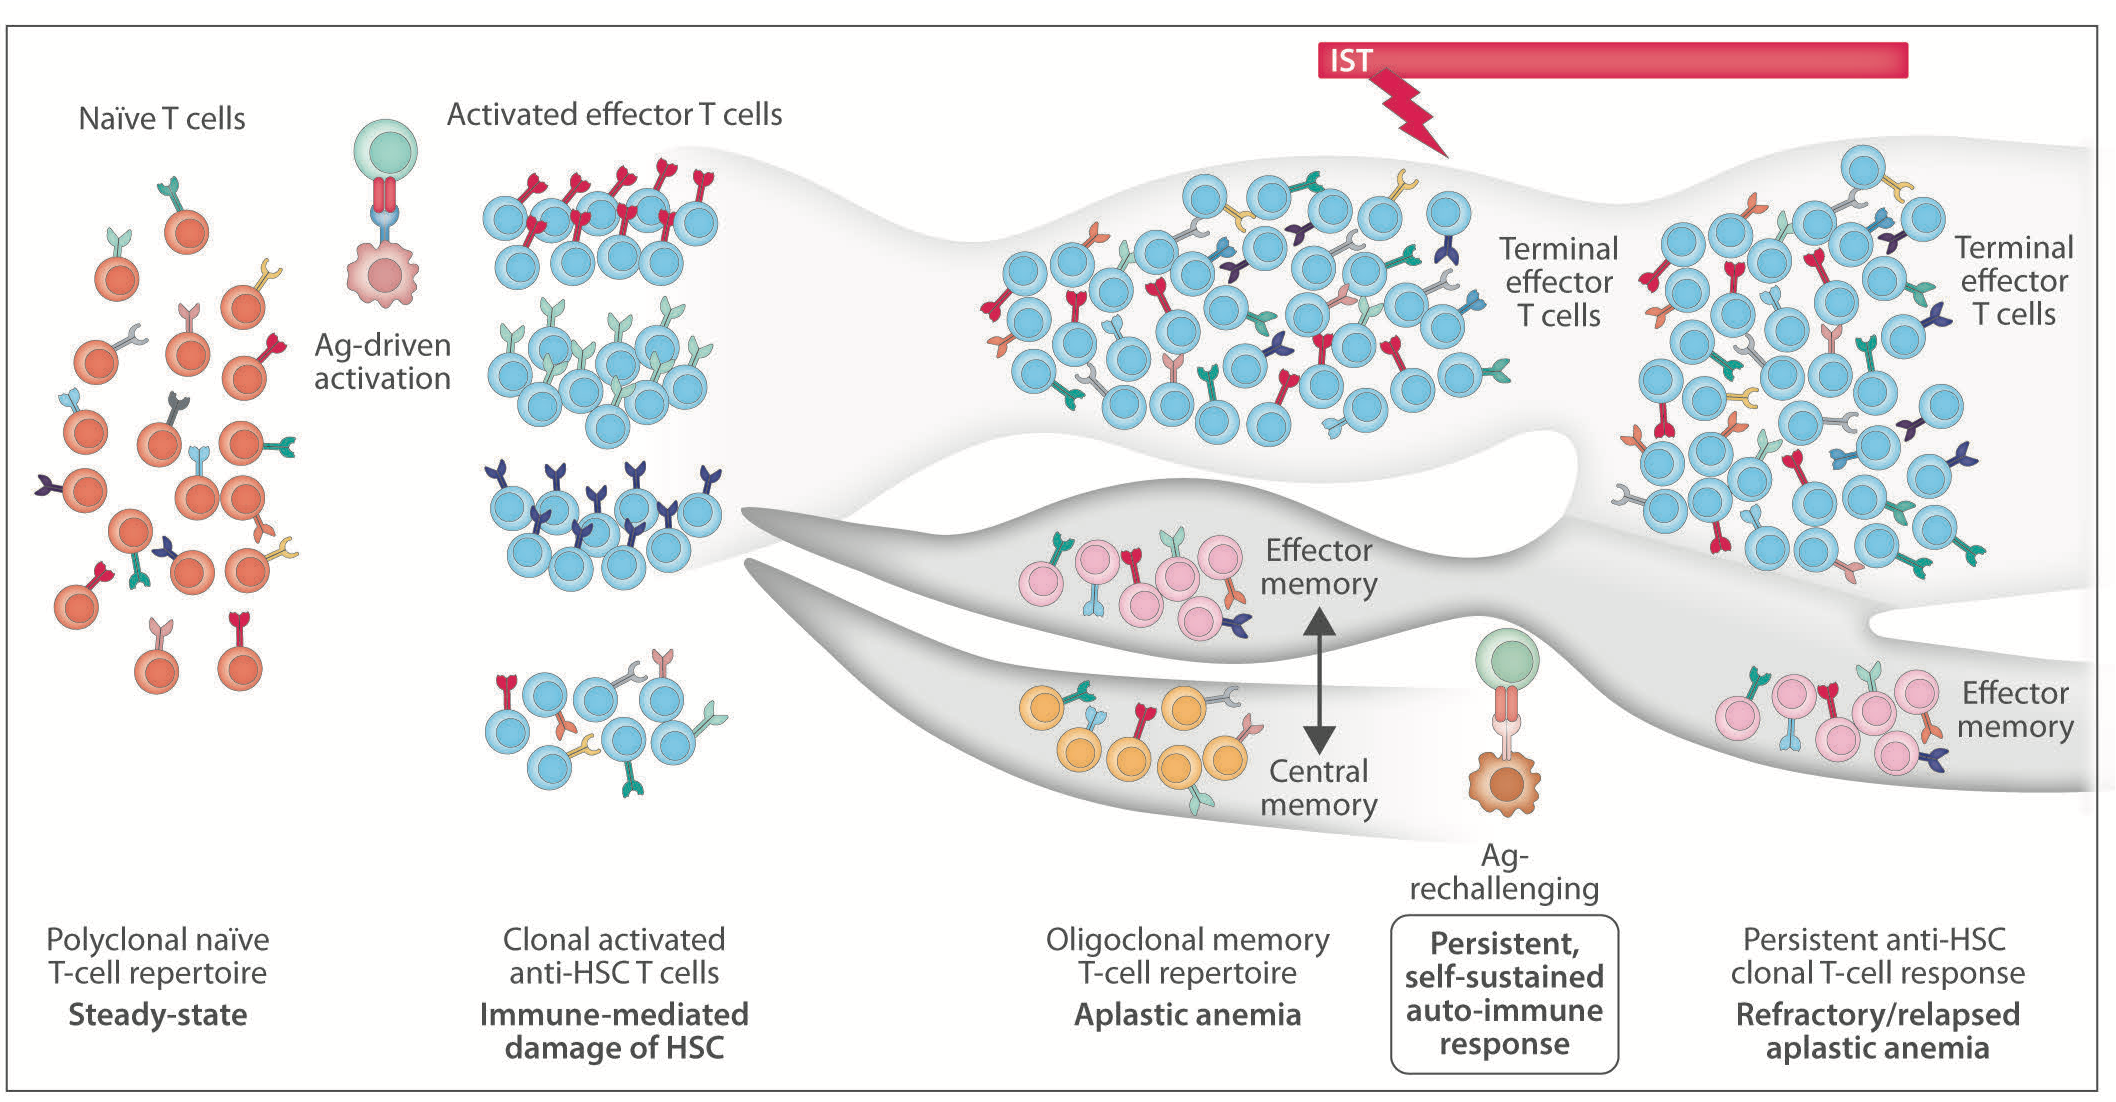 IST
Naïve T cells
Activated effector T cells
Ag-driven
activation
Terminal
effector
T cells
Terminal
effector
T cells
Effector
memory
Central
memory
Effector
memory
Ag-
rechallenging
Polyclonal naïve
T-cell repertoire
Steady-state
Clonal activated
anti-HSC T cells
Immune-mediated
damage of HSC
Oligoclonal memory
T-cell repertoire
Aplastic anemia
Persistent,
self-sustained
auto-immune
response
Persistent anti-HSC
clonal T-cell response
Refractory/relapsed
aplastic anemia